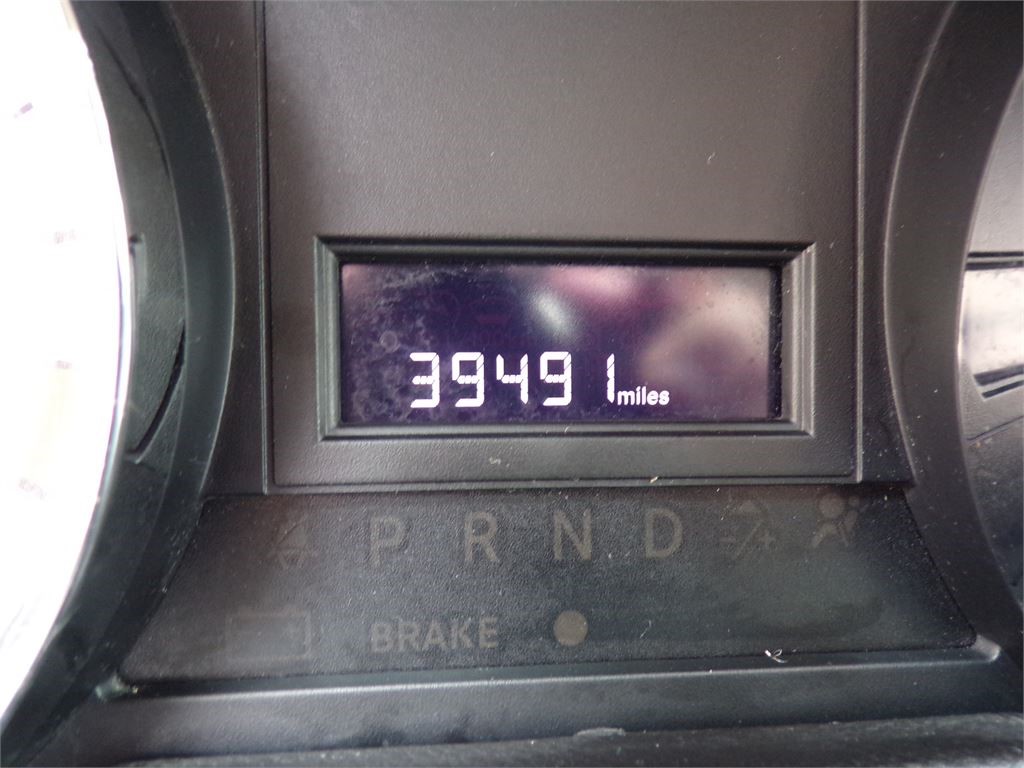 39491 miles
P R N D -/+
BRAKE